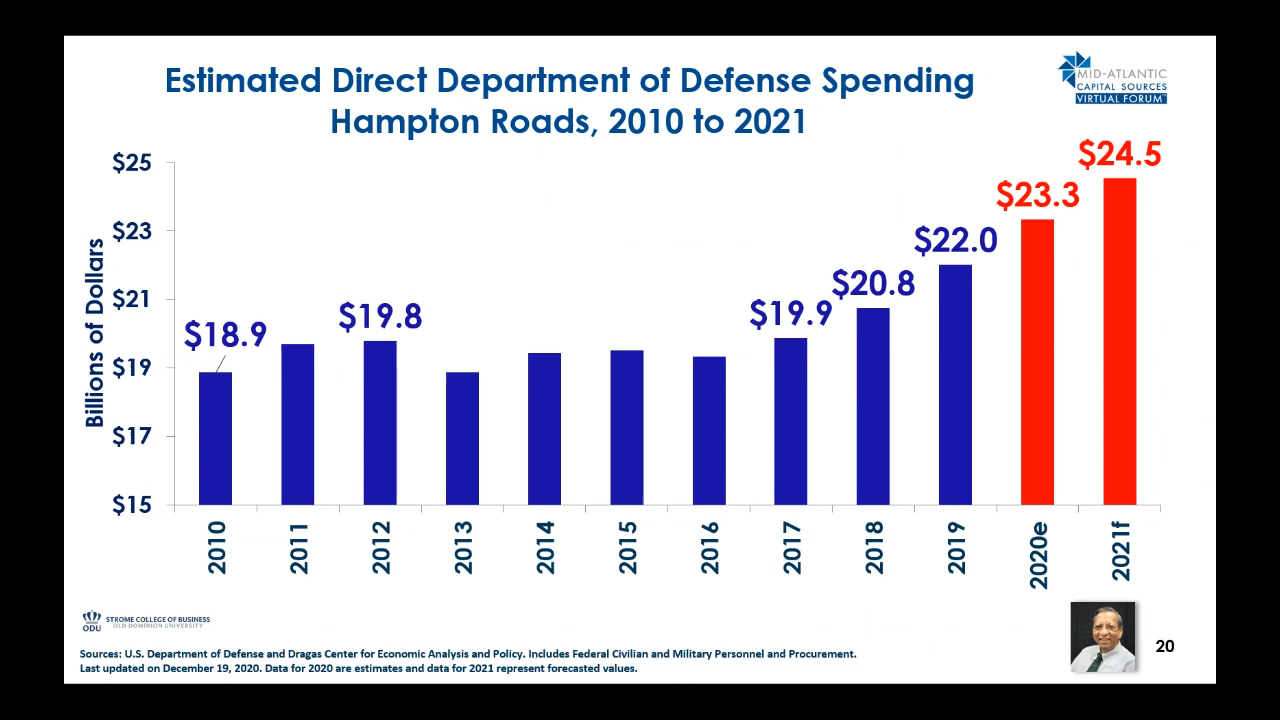 Estimated Direct Department of Defense Spending
Hampton Roads, 2010 to 2021
MID-ATLANTIC
CAPITAL SOURCES
VIRTUAL FORUM
Billions of Dollars
$25
$23
$21
$19
$17
$15
$18.9
$19.8
$19.9
$20.8
$22.0
$23.3
$24.5
2010
2011
2012
2013
2014
2015
2016
2017
2018
2019
2020e
2021f
ODU
STROME COLLEGE OF BUSINESS
OLD DOMINION UNIVERSITY
Sources: U.S. Department of Defense and Dragas Center for Economic Analysis and Policy. Includes Federal Civilian and Military Personnel and Procurement.
Last updated on December 19, 2020. Data for 2020 are estimates and data for 2021 represent forecasted values.
20